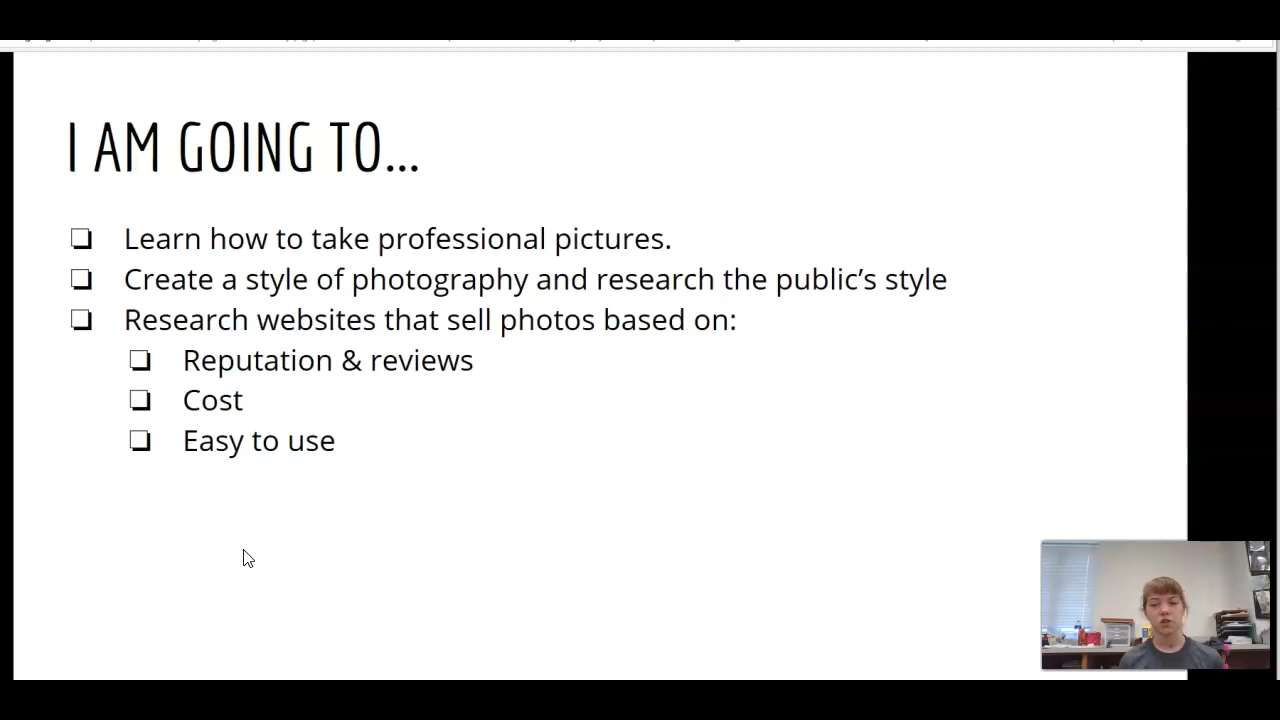 I AM GOING TO...
❏ Learn how to take professional pictures.
❏ Create a style of photography and research the public’s style
❏ Research websites that sell photos based on:
❏ Reputation & reviews
❏ Cost
❏ Easy to use